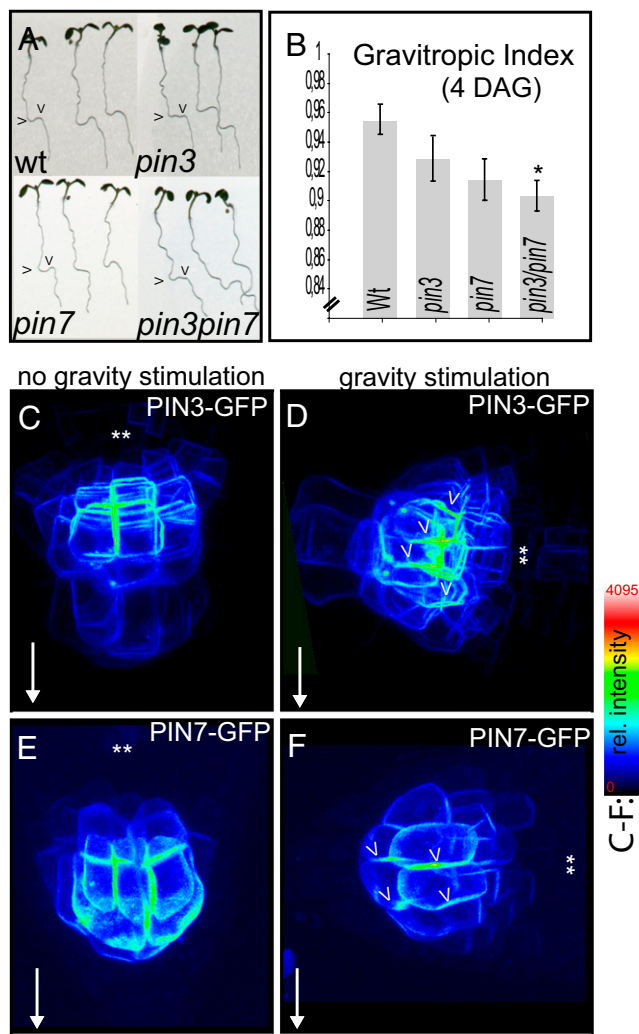 A
wt
pin3
pin7
pin3pin7
> v
> v
> v
> v
B
Gravitropic Index
(4 DAG)
1
0,98
0,96
0,94
0,92
0,9
0,88
0,86
0,84
*
Wt
pin3
pin7
pin3/pin7
no gravity stimulation
gravity stimulation
C
PIN3-GFP
**
D
PIN3-GFP
v v v v
**
E
PIN7-GFP
**
F
PIN7-GFP
v v v v
**
4095
rel. intensity
0
C-F: